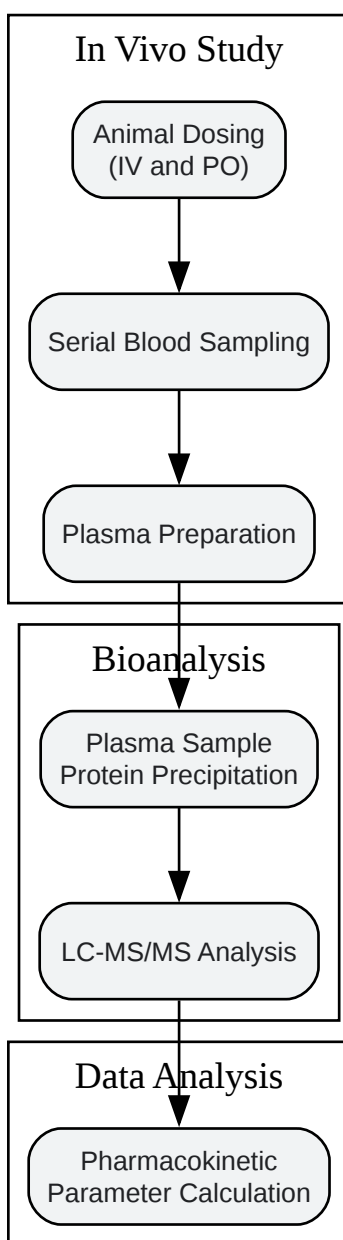 In Vivo Study
Animal Dosing
(IV and PO)
Serial Blood Sampling
Plasma Preparation
Bioanalysis
Plasma Sample
Protein Precipitation
LC-MS/MS Analysis
Data Analysis
Pharmacokinetic
Parameter Calculation